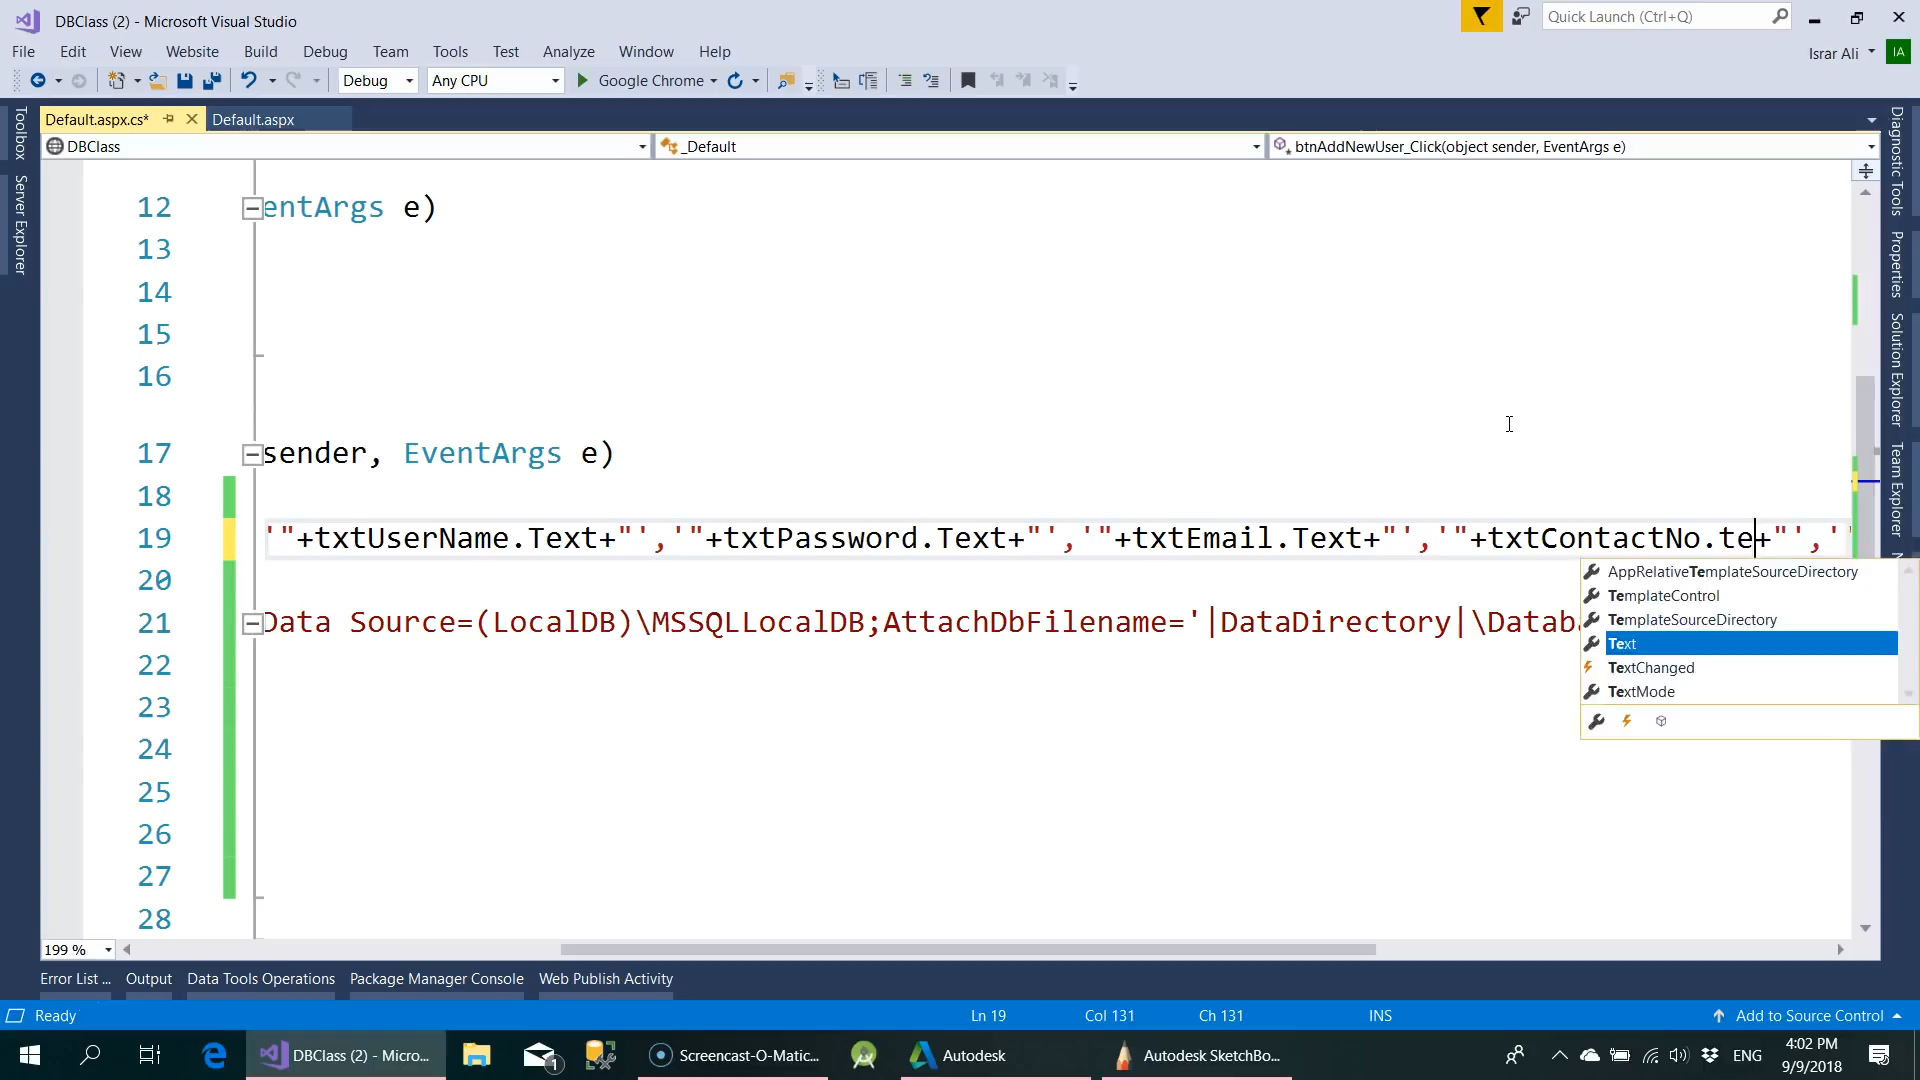 DBClass (2) - Microsoft Visual Studio
Quick Launch (Ctrl+Q)
File Edit View Website Build Debug Team Tools Test Analyze Window Help
Israr Ali IA
Debug Any CPU Google Chrome
Default.aspx.cs* Default.aspx
DBClass _Default btnAddNewUser_Click(object sender, EventArgs e)
Toolbox
Server Explorer
Diagnostic Tools
Properties
Solution Explorer
Team Explorer
12 entArgs e)
13
14
15
16
17 sender, EventArgs e)
18
19 '"+txtUserName.Text+"','"+txtPassword.Text+"','"+txtEmail.Text+"','"+txtContactNo.te+"','"
20
21 Data Source=(LocalDB)\MSSQLLocalDB;AttachDbFilename='|DataDirectory|\Databa
22
23
24
25
26
27
28
AppRelativeTemplateSourceDirectory
TemplateControl
TemplateSourceDirectory
Text
TextChanged
TextMode
199 %
Error List ... Output Data Tools Operations Package Manager Console Web Publish Activity
Ready Ln 19 Col 131 Ch 131 INS Add to Source Control
DBClass (2) - Micro... 1 Screencast-O-Matic... Autodesk Autodesk SketchBo... ENG 4:02 PM
9/9/2018